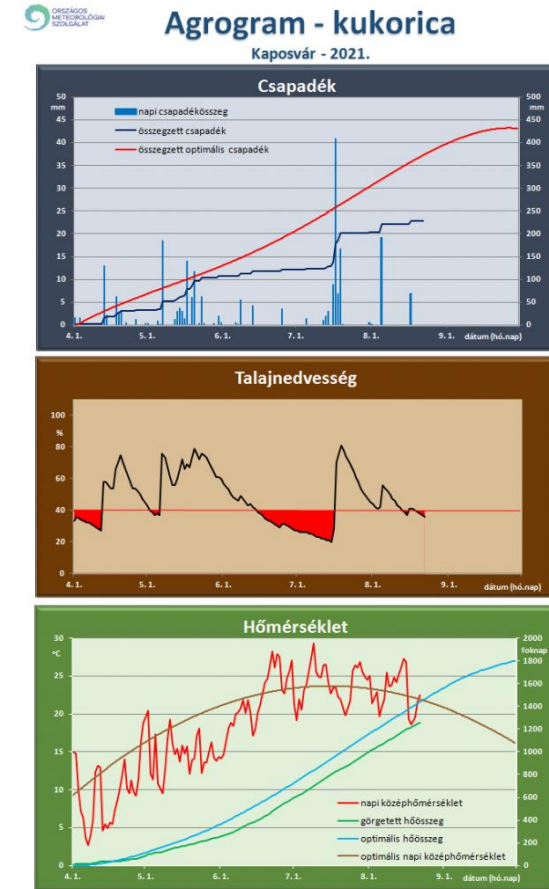 ORSZÁGOS
METEOROLÓGIAI
SZOLGÁLAT
Agrogram - kukorica
Kaposvár - 2021.
Csapadék
50
mm
45
40
35
30
25
20
15
10
5
0
500
mm
450
400
350
300
250
200
150
100
50
0
napi csapadékösszeg
összegzett csapadék
összegzett optimális csapadék
4. 1. 5. 1. 6. 1. 7. 1. 8. 1. 9. 1. dátum (hó.nap)
Talajnedvesség
100
%
80
60
40
20
0
4. 1. 5. 1. 6. 1. 7. 1. 8. 1. 9. 1. dátum (hó.nap)
Hőmérséklet
30
°C
25
20
15
10
5
0
2000
foknap
1800
1600
1400
1200
1000
800
600
400
200
0
napi középhőmérséklet
görgetett hőösszeg
optimális hőösszeg
optimális napi középhőmérséklet
4. 1. 5. 1. 6. 1. 7. 1. 8. 1. 9. 1. dátum (hó.nap)